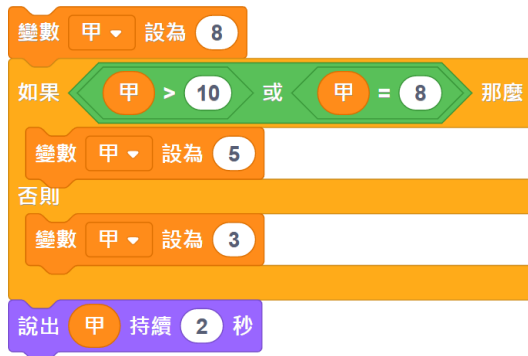 變數 甲 設為 8
如果 甲 > 10 或 甲 = 8 那麼
變數 甲 設為 5
否則
變數 甲 設為 3
說出 甲 持續 2 秒